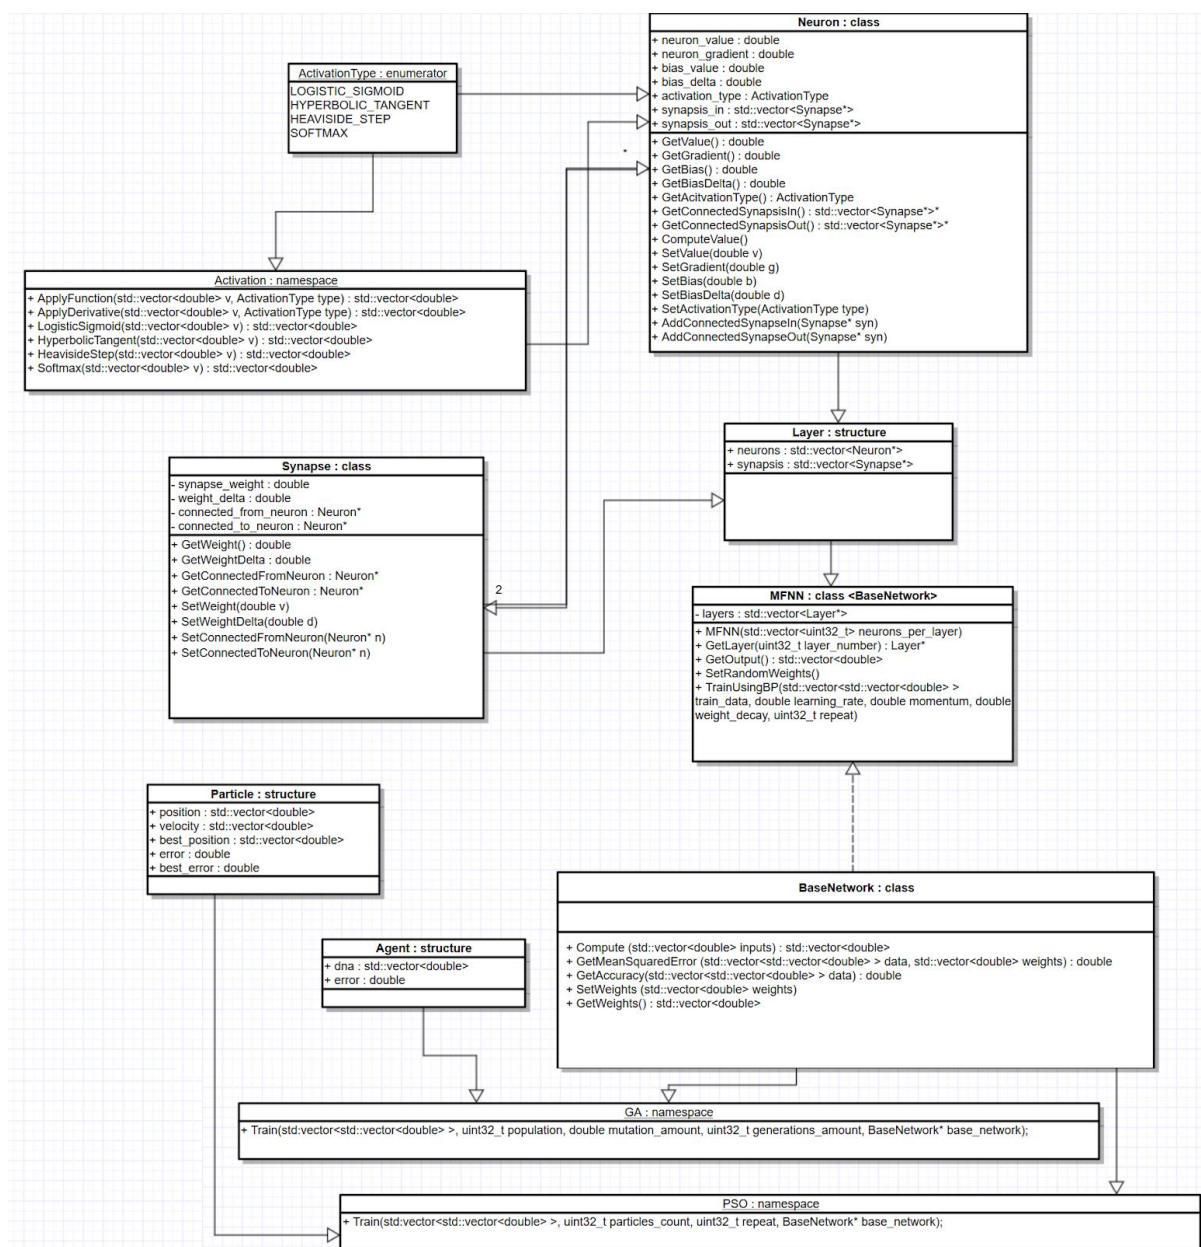 Neuron : class
+ neuron_value : double
+ neuron_gradient : double
+ bias_value : double
+ bias_delta : double
+ activation_type : ActivationType
+ synapsis_in : std::vector<Synapse*>
+ synapsis_out : std::vector<Synapse*>
+ GetValue() : double
+ GetGradient() : double
+ GetBias() : double
+ GetBiasDelta() : double
+ GetAcitvationType() : ActivationType
+ GetConnectedSynapsisIn() : std::vector<Synapse*>*
+ GetConnectedSynapsisOut() : std::vector<Synapse*>*
+ ComputeValue()
+ SetValue(double v)
+ SetGradient(double g)
+ SetBias(double b)
+ SetBiasDelta(double d)
+ SetActivationType(ActivationType type)
+ AddConnectedSynapseIn(Synapse* syn)
+ AddConnectedSynapseOut(Synapse* syn)
ActivationType : enumerator
LOGISTIC_SIGMOID
HYPERBOLIC_TANGENT
HEAVISIDE_STEP
SOFTMAX
*
Activation : namespace
+ ApplyFunction(std::vector<double> v, ActivationType type) : std::vector<double>
+ ApplyDerivative(std::vector<double> v, ActivationType type) : std::vector<double>
+ LogisticSigmoid(std::vector<double> v) : std::vector<double>
+ HyperbolicTangent(std::vector<double> v) : std::vector<double>
+ HeavisideStep(std::vector<double> v) : std::vector<double>
+ Softmax(std::vector<double> v) : std::vector<double>
Layer : structure
+ neurons : std::vector<Neuron*>
+ synapsis : std::vector<Synapse*>
Synapse : class
- synapse_weight : double
- weight_delta : double
- connected_from_neuron : Neuron*
- connected_to_neuron : Neuron*
+ GetWeight() : double
+ GetWeightDelta : double
+ GetConnectedFromNeuron : Neuron*
+ GetConnectedToNeuron : Neuron*
+ SetWeight(double v)
+ SetWeightDelta(double d)
+ SetConnectedFromNeuron(Neuron* n)
+ SetConnectedToNeuron(Neuron* n)
2
MFNN : class <BaseNetwork>
- layers : std::vector<Layer*>
+ MFNN(std::vector<uint32_t> neurons_per_layer)
+ GetLayer(uint32_t layer_number) : Layer*
+ GetOutput() : std::vector<double>
+ SetRandomWeights()
+ TrainUsingBP(std::vector<std::vector<double> >
train_data, double learning_rate, double momentum, double
weight_decay, uint32_t repeat)
Particle : structure
+ position : std::vector<double>
+ velocity : std::vector<double>
+ best_position : std::vector<double>
+ error : double
+ best_error : double
BaseNetwork : class
+ Compute (std::vector<double> inputs) : std::vector<double>
+ GetMeanSquaredError (std::vector<std::vector<double> > data, std::vector<double> weights) : double
+ GetAccuracy(std::vector<std::vector<double> > data) : double
+ SetWeights (std::vector<double> weights)
+ GetWeights() : std::vector<double>
Agent : structure
+ dna : std::vector<double>
+ error : double
GA : namespace
+ Train(std:vector<std::vector<double> >, uint32_t population, double mutation_amount, uint32_t generations_amount, BaseNetwork* base_network);
PSO : namespace
+ Train(std:vector<std::vector<double> >, uint32_t particles_count, uint32_t repeat, BaseNetwork* base_network);